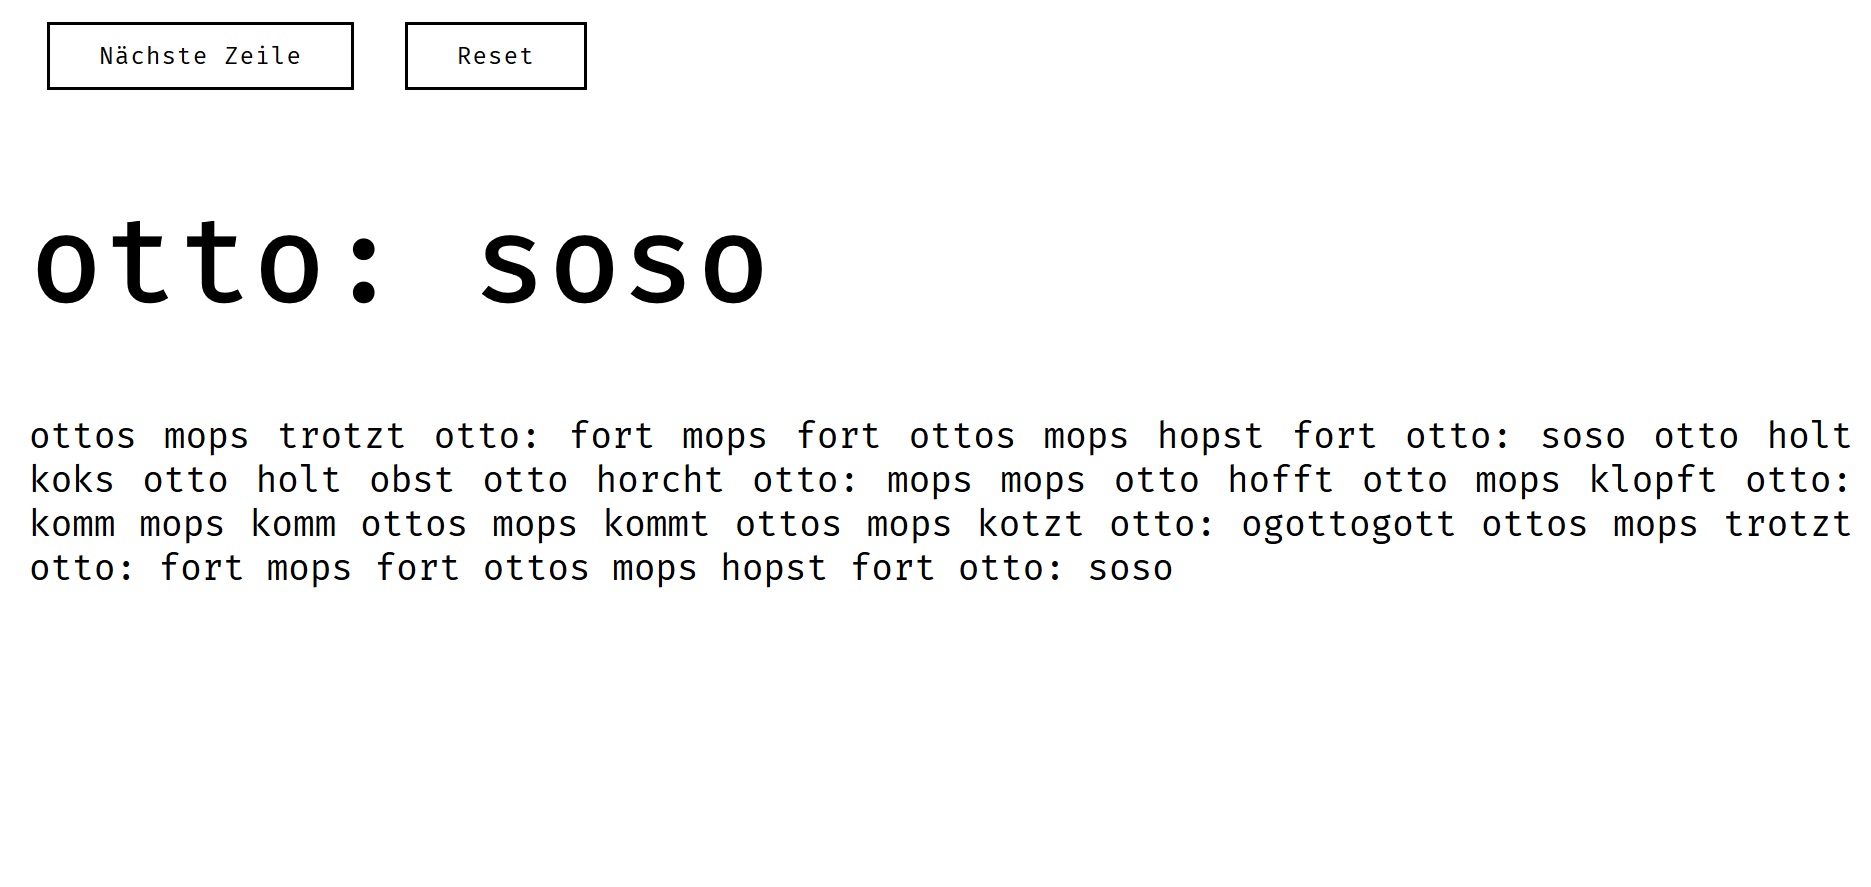 Nächste Zeile
Reset
otto: soso
ottos mops trotzt otto: fort mops fort ottos mops hopst fort otto: soso otto holt
koks otto holt obst otto horcht otto: mops mops otto hofft otto mops klopft otto:
komm mops komm ottos mops kommt ottos mops kotzt otto: ogottogott ottos mops trotzt
otto: fort mops fort ottos mops hopst fort otto: soso